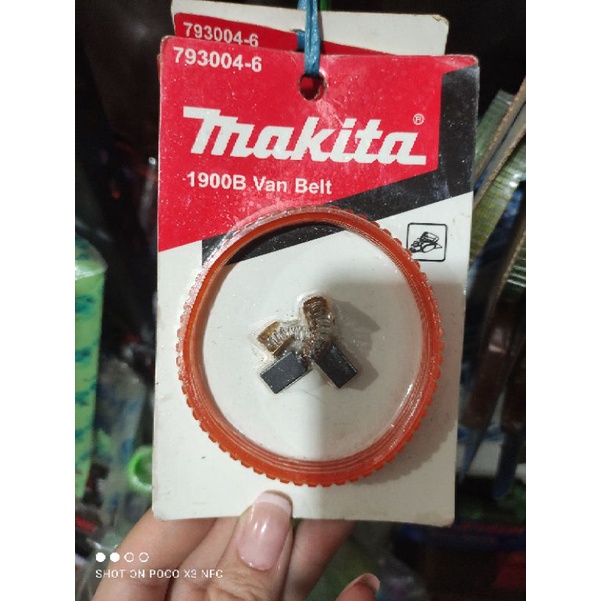 793004-6
793004-6
makita®
1900B Van Belt
SHOT ON POCO X3 NFC